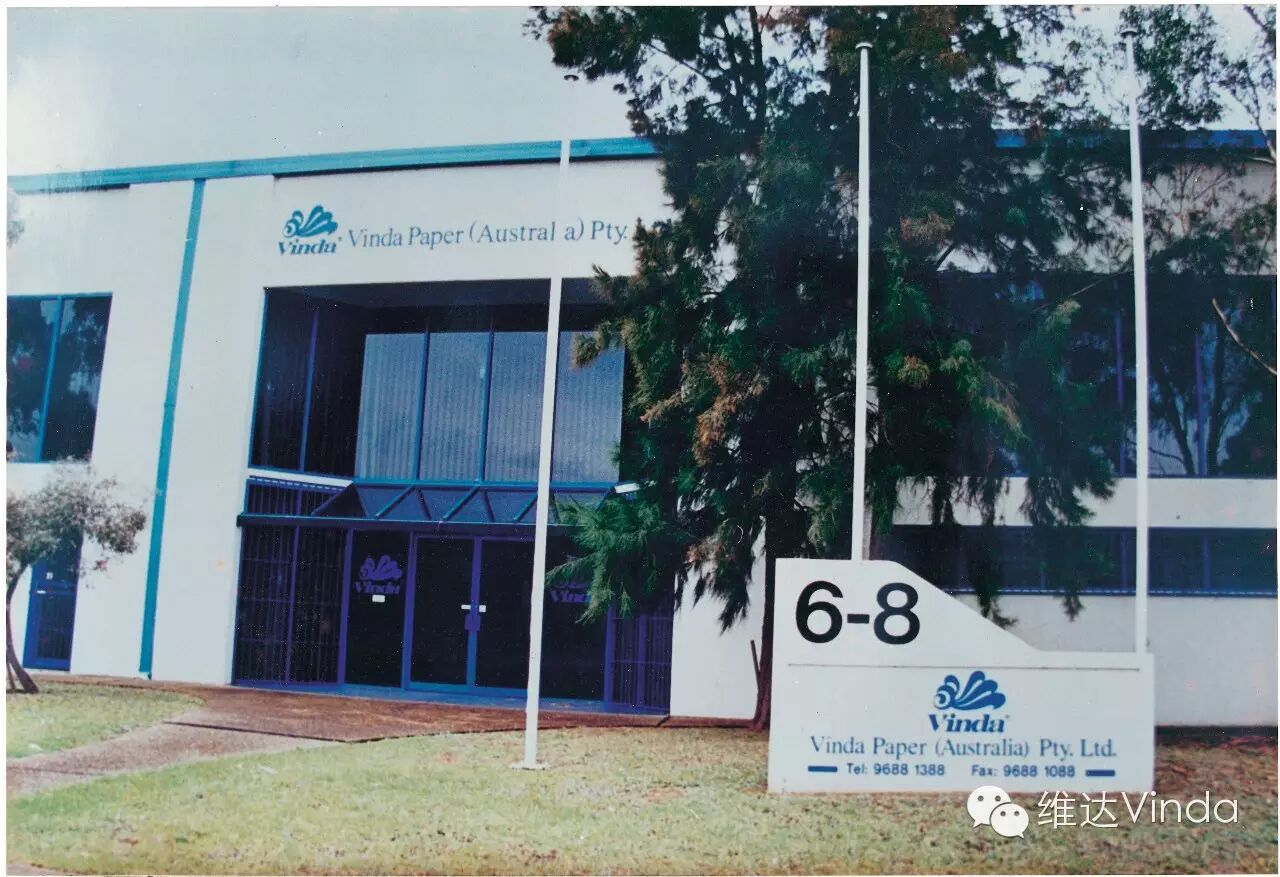 Vinda
Vinda Paper (Austral a) Pty.
Vinda
Vinda
6-8
Vinda
Vinda Paper (Australia) Pty. Ltd.
Tel: 9688 1388 Fax: 9688 1088
维达Vinda